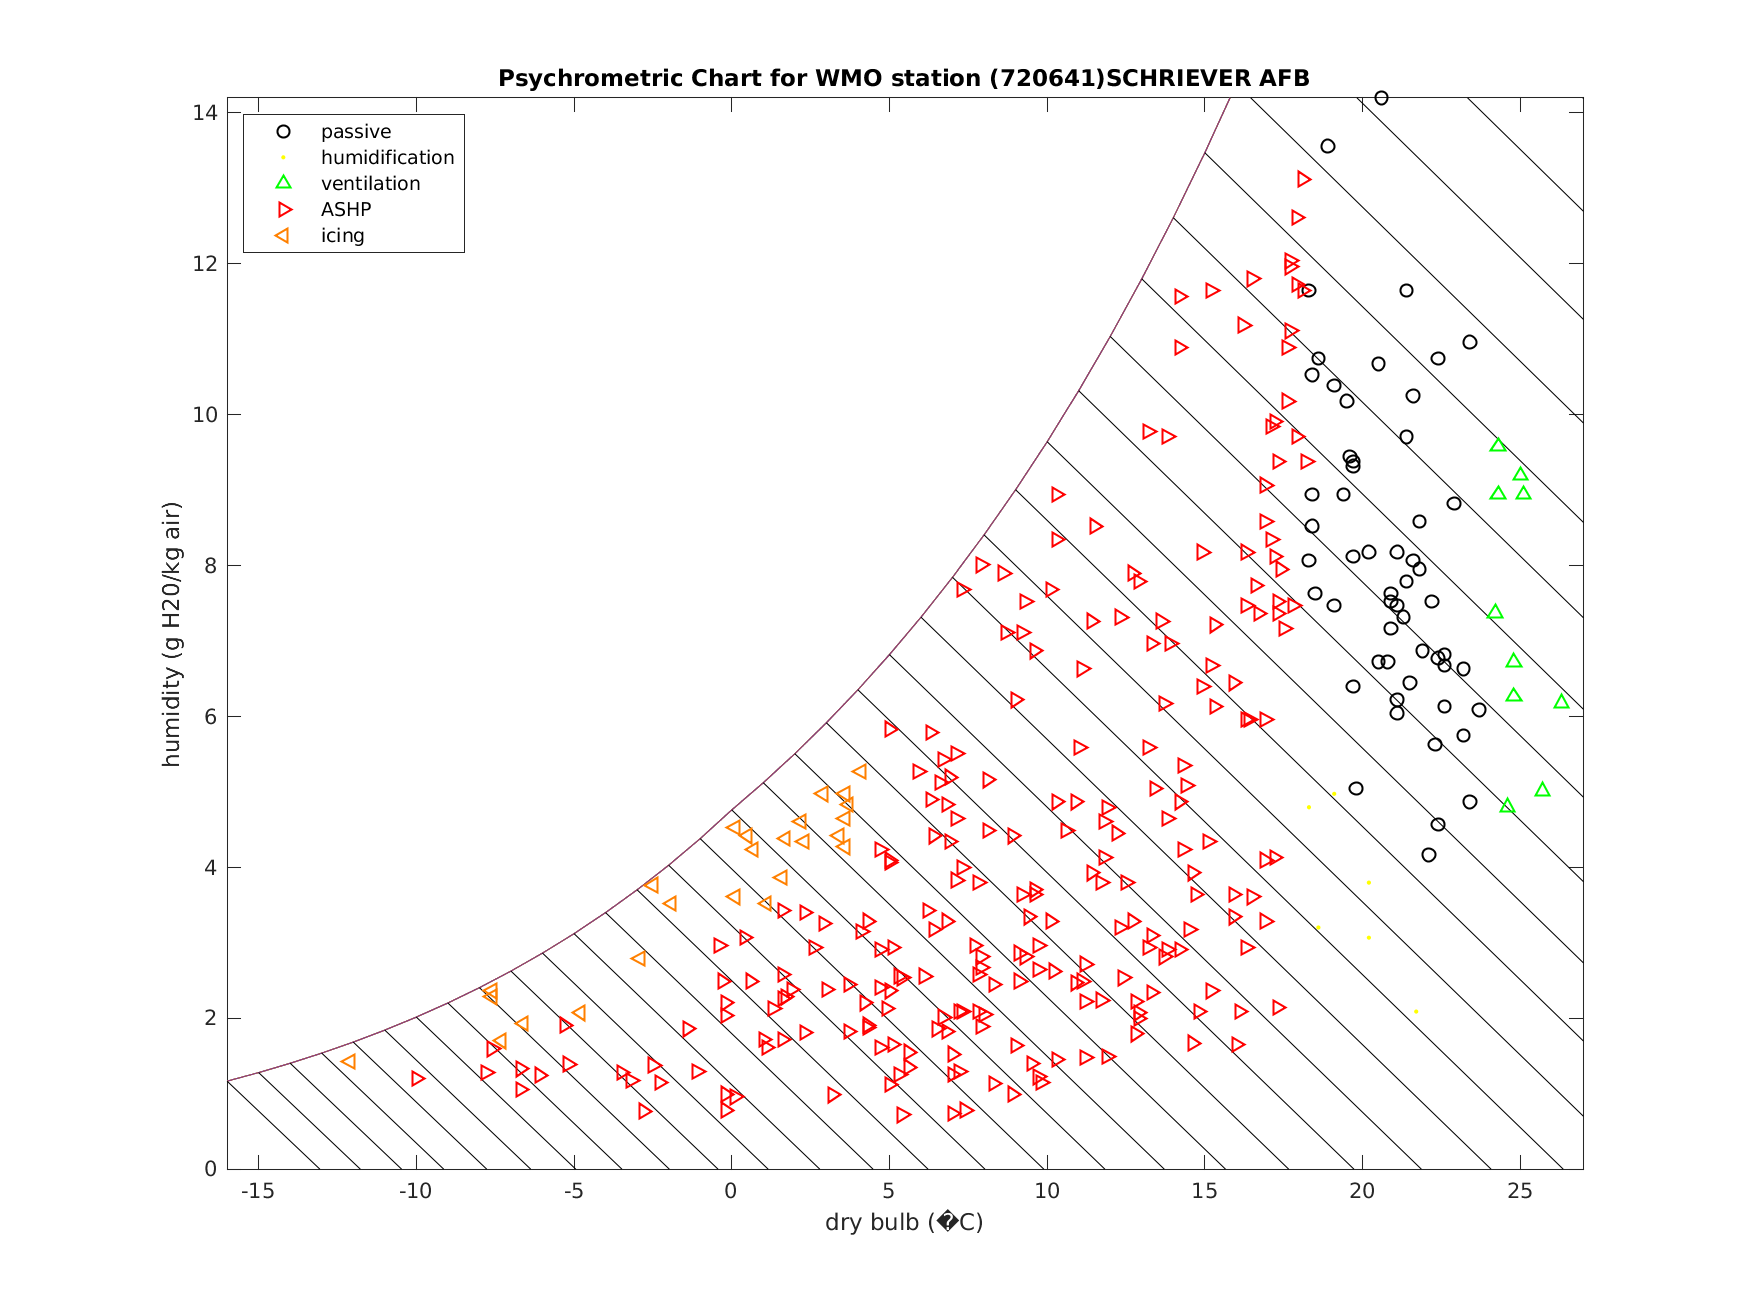 Psychrometric Chart for WMO station (720641)SCHRIEVER AFB
14
12
10
8
6
4
2
0
passive
humidification
ventilation
ASHP
icing
humidity (g H20/kg air)
-15 -10 -5 0 5 10 15 20 25
dry bulb (�C)